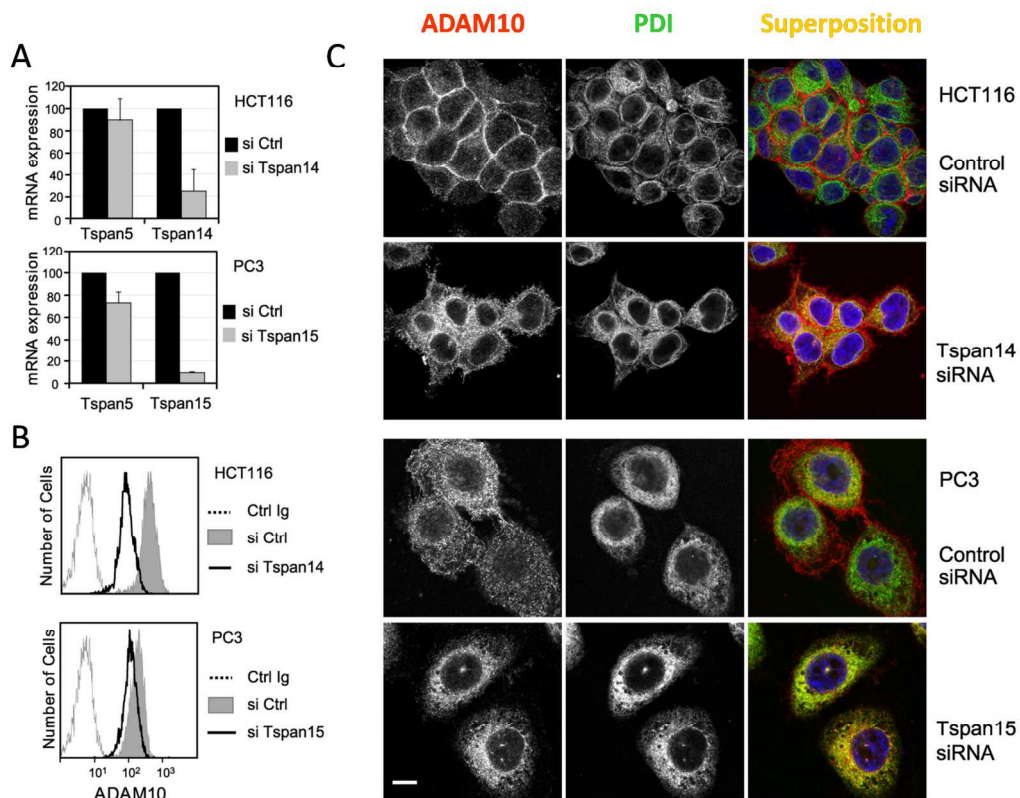 ADAM10 PDI Superposition
A
120
100
80
60
40
20
0
mRNA expression
Tspan5 Tspan14
HCT116
si Ctrl
si Tspan14
120
100
80
60
40
20
0
mRNA expression
Tspan5 Tspan15
PC3
si Ctrl
si Tspan15
B
Number of Cells
HCT116
Ctrl Ig
si Ctrl
si Tspan14
Number of Cells
PC3
Ctrl Ig
si Ctrl
si Tspan15
10¹ 10² 10³
ADAM10
C
HCT116
Control
siRNA
Tspan14
siRNA
PC3
Control
siRNA
Tspan15
siRNA